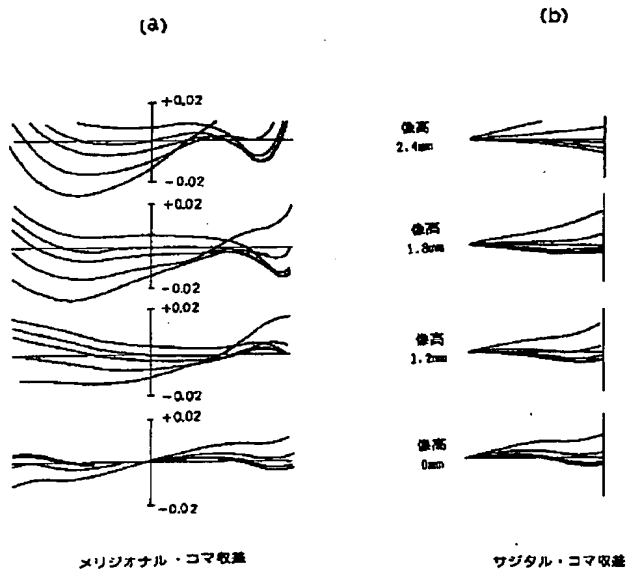 (a)
(b)
+0.02
-0.02
像高
2.4mm
+0.02
-0.02
像高
1.8mm
+0.02
-0.02
像高
1.2mm
+0.02
-0.02
像高
0mm
メリジオナル・コマ収差
サジタル・コマ収差